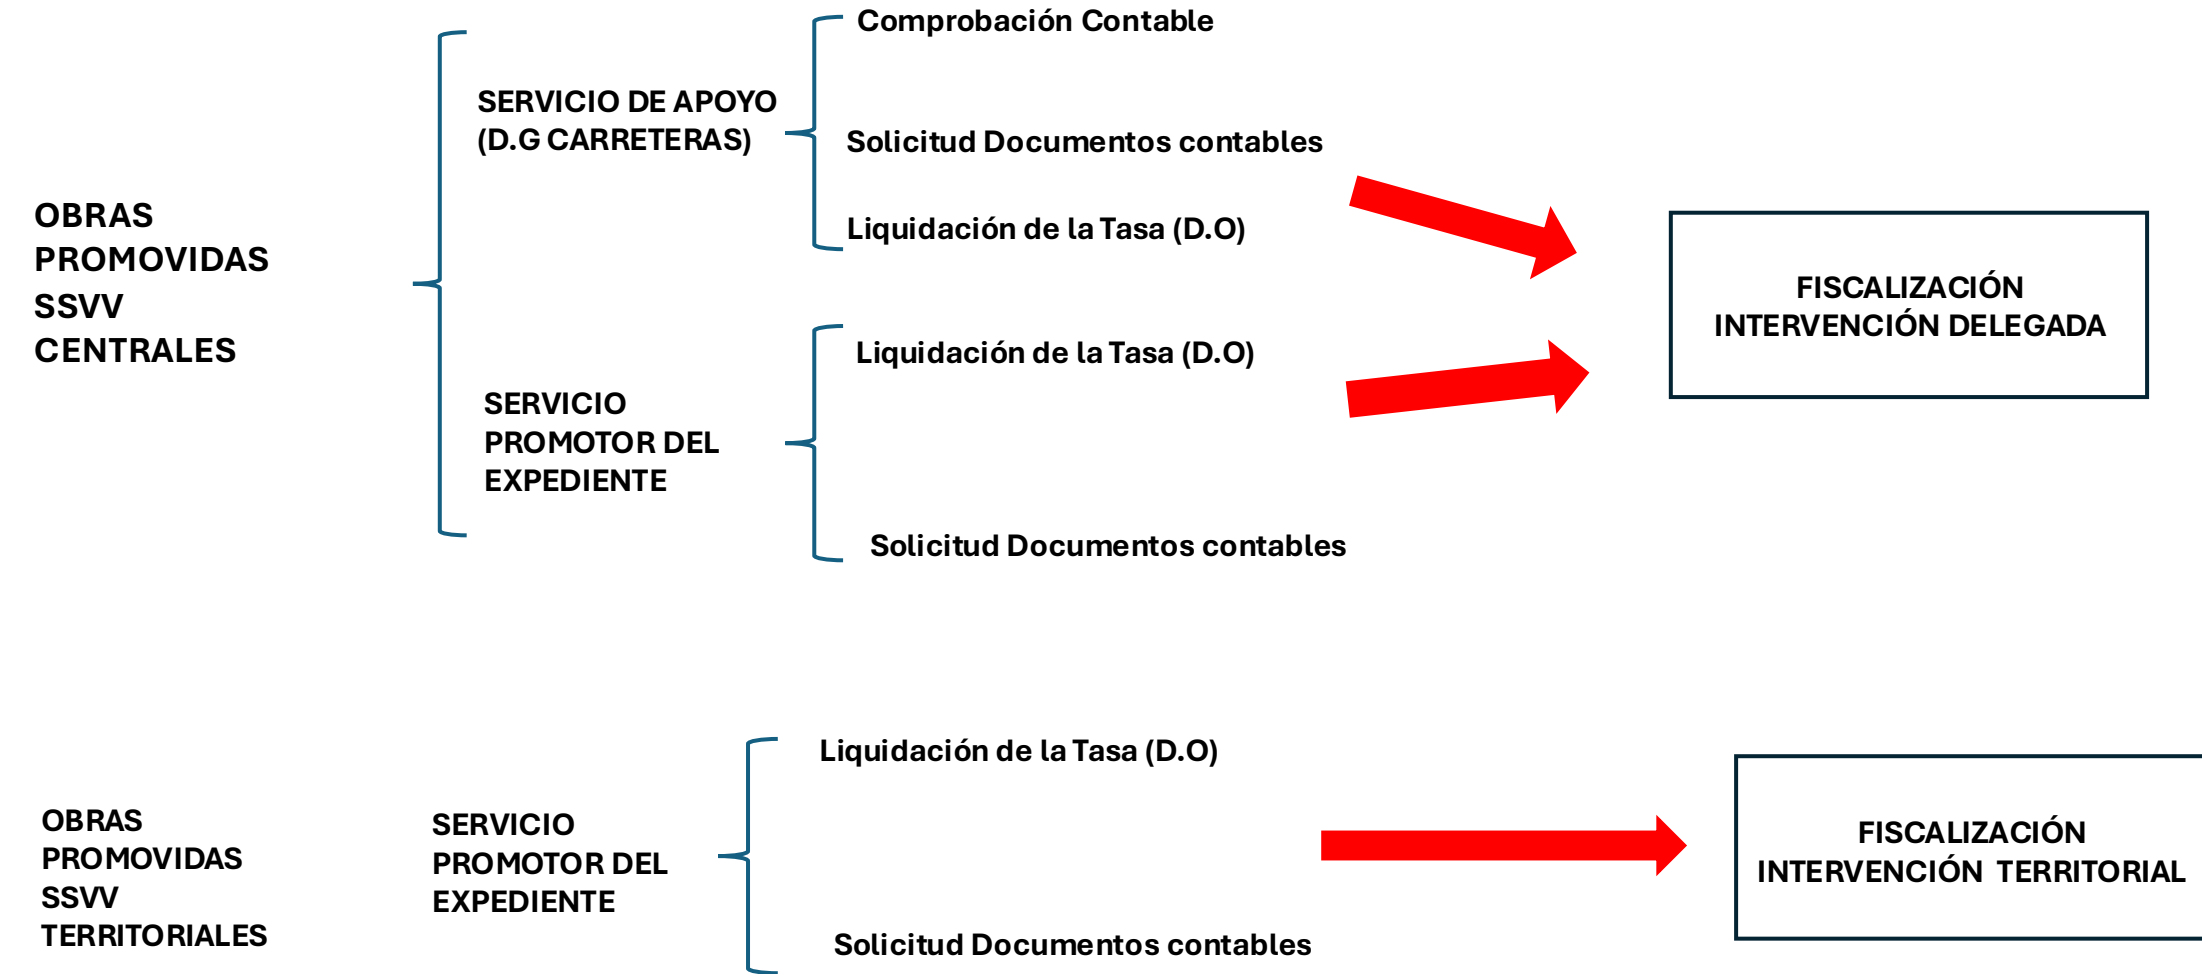 OBRAS
PROMOVIDAS
SSVV
CENTRALES
SERVICIO DE APOYO
(D.G CARRETERAS)
Comprobación Contable
Solicitud Documentos contables
Liquidación de la Tasa (D.O)
SERVICIO
PROMOTOR DEL
EXPEDIENTE
Liquidación de la Tasa (D.O)
Solicitud Documentos contables
FISCALIZACIÓN
INTERVENCIÓN DELEGADA
OBRAS
PROMOVIDAS
SSVV
TERRITORIALES
SERVICIO
PROMOTOR DEL
EXPEDIENTE
Liquidación de la Tasa (D.O)
Solicitud Documentos contables
FISCALIZACIÓN
INTERVENCIÓN TERRITORIAL